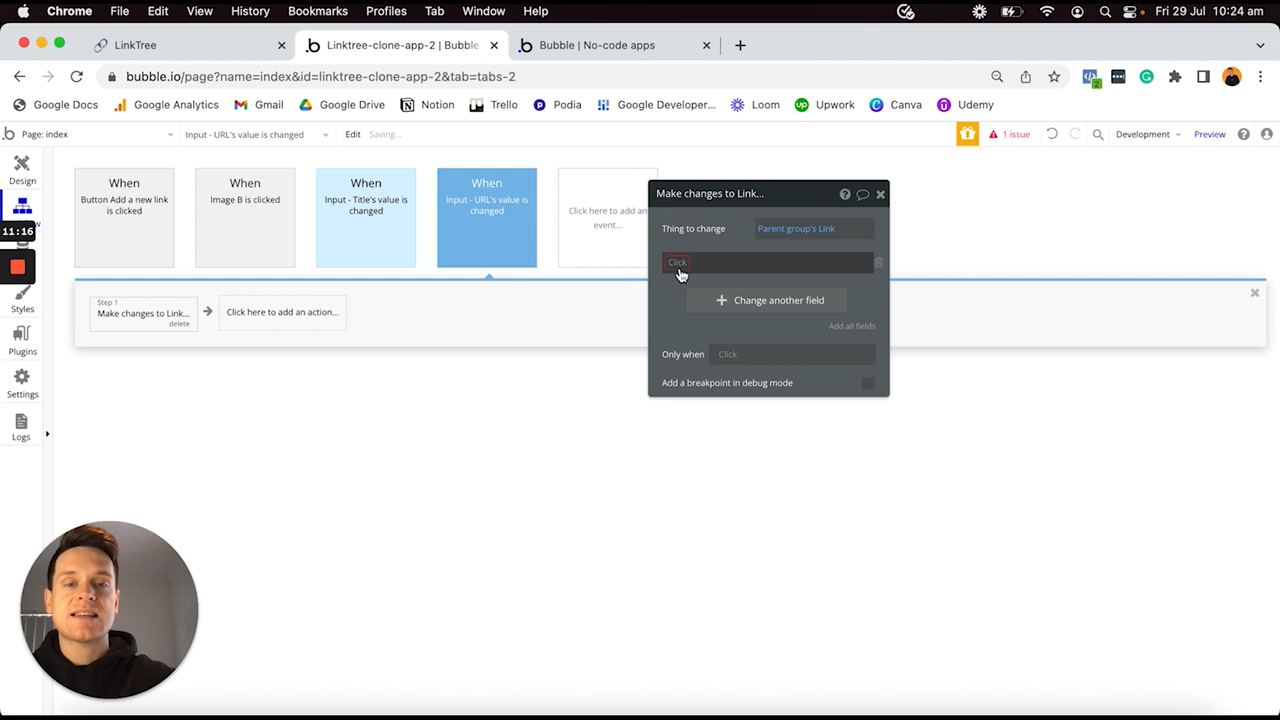 Chrome File Edit View History Bookmarks Profiles Tab Window Help Fri 29 Jul 10:24 am
LinkTree Linktree-clone-app-2 | Bubble Bubble | No-code apps
bubble.io/page?name=index&id=linktree-clone-app-2&tab=tabs-2
2
Google Docs Google Analytics Gmail Google Drive Notion Trello Podia Google Developer... Loom Upwork Canva Udemy
Page: index Input - URL's value is changed Edit Saving... 1 issue Development Preview
Design
11:16
Styles
Plugins
Settings
Logs
When
Button Add a new link
is clicked
When
Image B is clicked
When
Input - Title's value is
changed
When
Input - URL's value is
changed
Click here to add an
event...
Step 1
Make changes to Link...
delete
Click here to add an action...
Make changes to Link...
Thing to change Parent group's Link
Click
Change another field
Add all fields
Only when Click
Add a breakpoint in debug mode